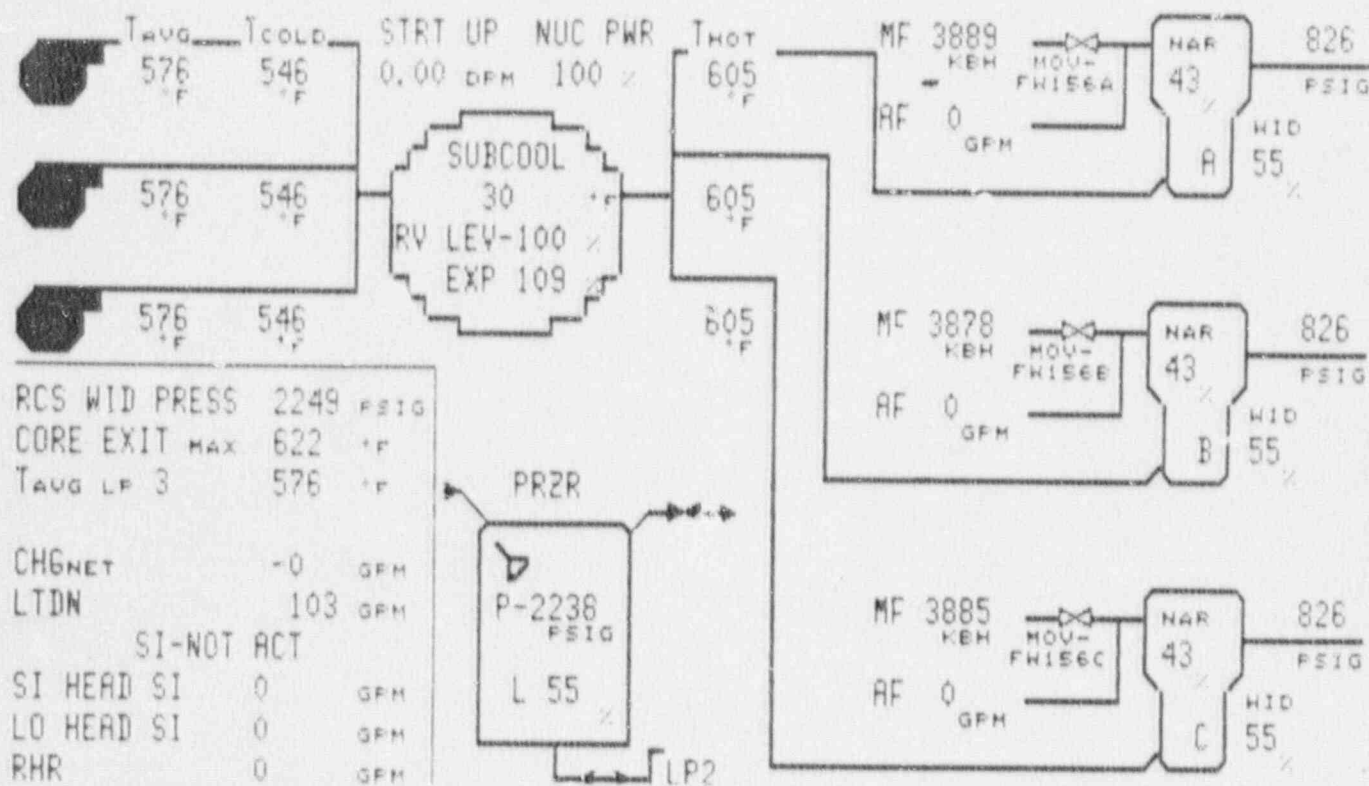 TAVG TCOLD STRT UP NUC PWR THOT
576 °F 546 °F 0.00 DPM 100 % 605 °F
SUBCOOL
30 °F
576 °F 546 °F 605 °F
RV LEV-100 %
EXP 109 %
576 °F 546 °F 605 °F
MF 3889 KBH
MOV-FW156A
AF 0 GPM
NAR
43 %
A
826 PSIG
WID
55 %
MF 3878 KBH
MOV-FW156B
AF 0 GPM
NAR
43 %
B
826 PSIG
WID
55 %
MF 3885 KBH
MOV-FW156C
AF 0 GPM
NAR
43 %
C
826 PSIG
WID
55 %
RCS WID PRESS 2249 PSIG
CORE EXIT MAX 622 °F
TAVG LP 3 576 °F
CHGNET -0 GPM
LTDN 103 GPM
SI-NOT ACT
SI HEAD SI 0 GPM
LO HEAD SI 0 GPM
RHR 0 GPM
PRZR
P-2238
PSIG
L 55 %
LP2